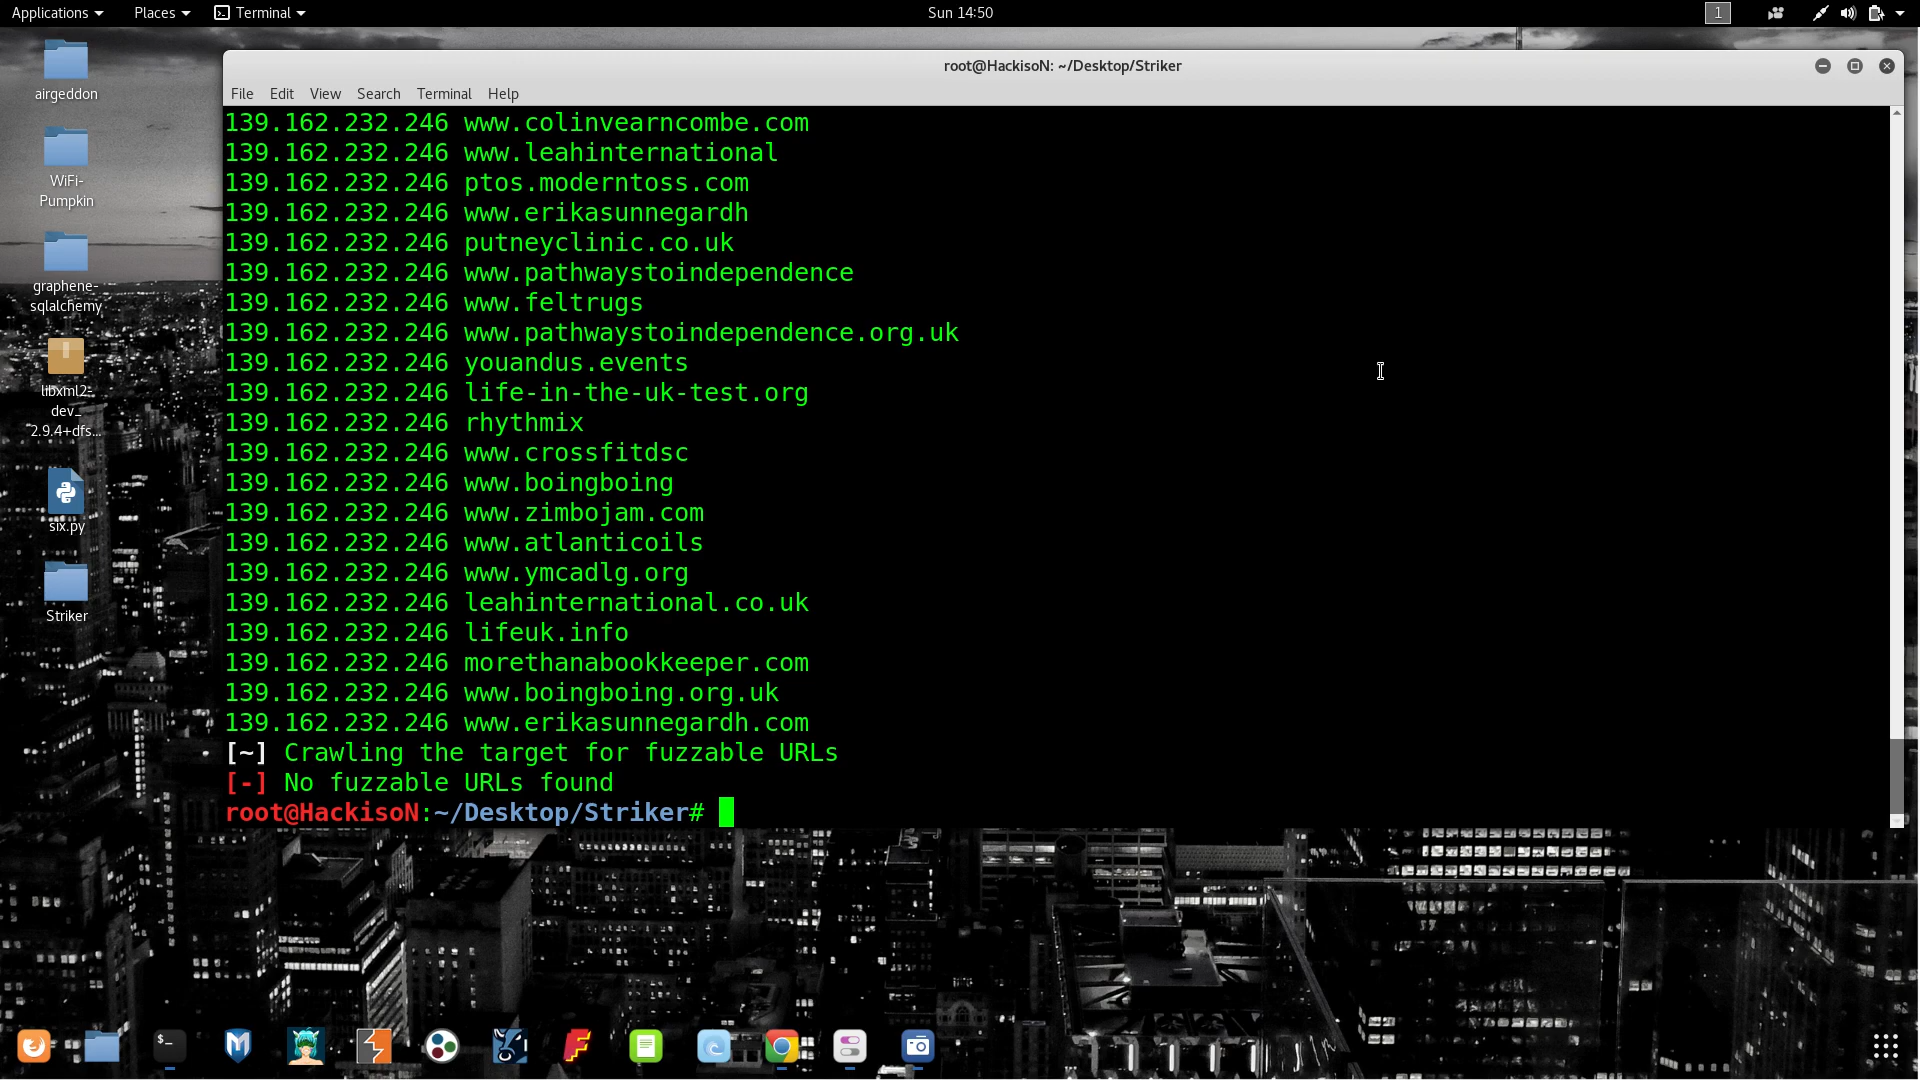 Applications Places Terminal Sun 14:50 1
root@HackisoN: ~/Desktop/Striker
File Edit View Search Terminal Help
139.162.232.246 www.colinvearncombe.com
139.162.232.246 www.leahinternational
139.162.232.246 ptos.moderntoss.com
139.162.232.246 www.erikasunnegardh
139.162.232.246 putneyclinic.co.uk
139.162.232.246 www.pathwaystoindependence
139.162.232.246 www.feltrugs
139.162.232.246 www.pathwaystoindependence.org.uk
139.162.232.246 youandus.events
139.162.232.246 life-in-the-uk-test.org
139.162.232.246 rhythmix
139.162.232.246 www.crossfitdsc
139.162.232.246 www.boingboing
139.162.232.246 www.zimbojam.com
139.162.232.246 www.atlanticoils
139.162.232.246 www.ymcadlg.org
139.162.232.246 leahinternational.co.uk
139.162.232.246 lifeuk.info
139.162.232.246 morethanabookkeeper.com
139.162.232.246 www.boingboing.org.uk
139.162.232.246 www.erikasunnegardh.com
[~] Crawling the target for fuzzable URLs
[-] No fuzzable URLs found
root@HackisoN:~/Desktop/Striker#
airgeddon
WiFi-
Pumpkin
graphene-
sqlalchemy
libxml2-
dev_
2.9.4+dfs...
six.py
Striker